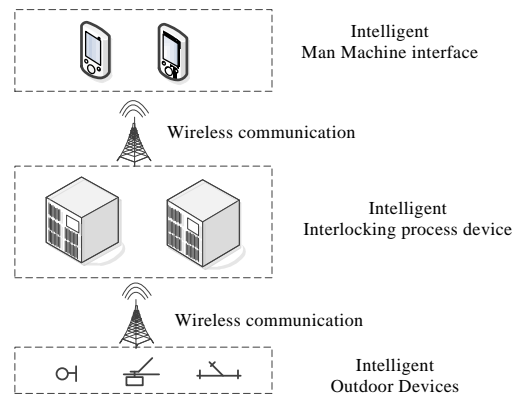 Intelligent
Man Machine interface
Wireless communication
Intelligent
Interlocking process device
Wireless communication
Intelligent
Outdoor Devices